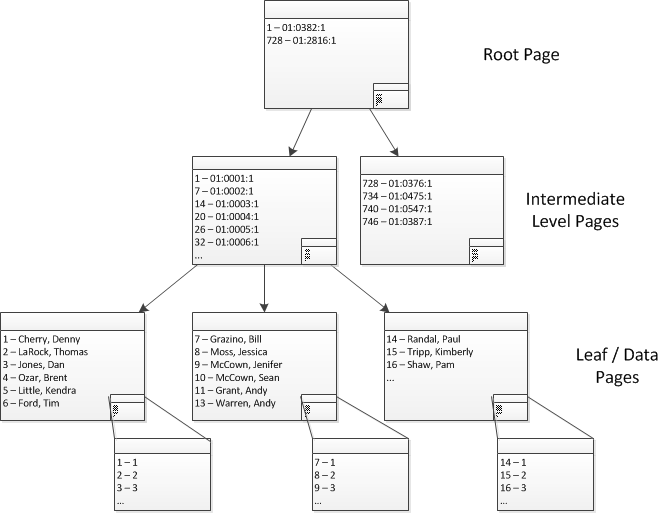 1 – 01:0382:1
728 – 01:2816:1
Root Page
1 – 01:0001:1
7 – 01:0002:1
14 – 01:0003:1
20 – 01:0004:1
26 – 01:0005:1
32 – 01:0006:1
...
728 – 01:0376:1
734 – 01:0475:1
740 – 01:0547:1
746 – 01:0387:1
Intermediate
Level Pages
1 – Cherry, Denny
2 – LaRock, Thomas
3 – Jones, Dan
4 – Ozar, Brent
5 – Little, Kendra
6 – Ford, Tim
7 – Grazino, Bill
8 – Moss, Jessica
9 – McCown, Jenifer
10 – McCown, Sean
11 – Grant, Andy
13 – Warren, Andy
14 – Randal, Paul
15 – Tripp, Kimberly
16 – Shaw, Pam
...
Leaf / Data
Pages
1 – 1
2 – 2
3 – 3
...
7 – 1
8 – 2
9 – 3
...
14 – 1
15 – 2
16 – 3
...